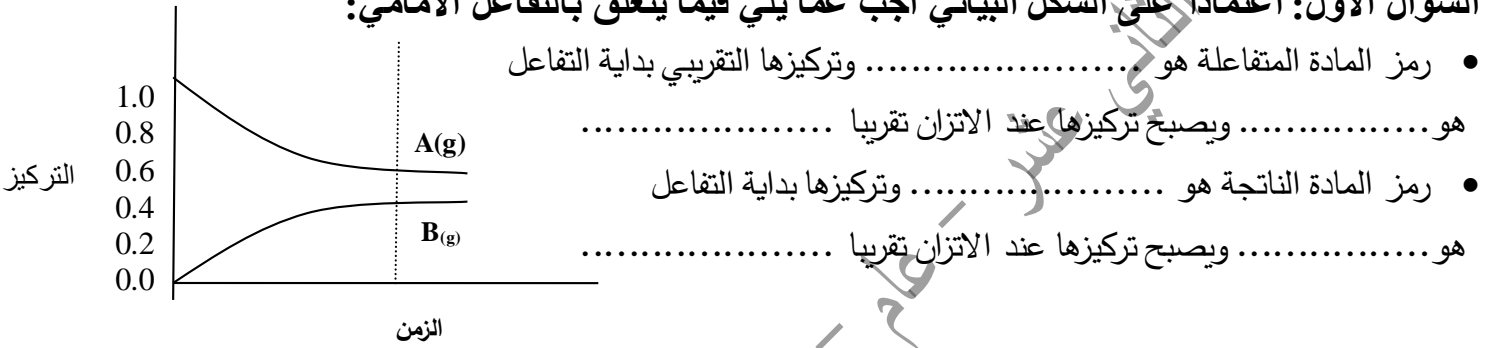 السؤال الأول: اعتمادا على الشكل البياني أجب عما يلي فيما يتعلق بالتفاعل الأمامي:
• رمز المادة المتفاعلة هو ........................ وتركيزها التقريبي بداية التفاعل
هو................ ويصبح تركيزها عند الاتزان تقريبا .....................
• رمز المادة الناتجة هو ..................... وتركيزها بداية التفاعل
هو................ ويصبح تركيزها عند الاتزان تقريبا .....................
التركيز
1.0
0.8
0.6
0.4
0.2
0.0
A(g)
B(g)
الزمن
عشر – عام –